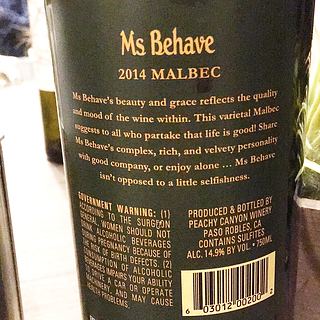 Ms Behave
2014 MALBEC
Ms Behave's beauty and grace reflects the quality
and mood of the wine within. This varietal Malbec
suggests to all who partake that life is good! Share
Ms Behave's complex, rich, and velvety personality
with good company, or enjoy alone ... Ms Behave
isn't opposed to a little selfishness.
GOVERNMENT WARNING: (1)
ACCORDING TO THE SURGEON
GENERAL, WOMEN SHOULD NOT
DRINK ALCOHOLIC BEVERAGES
DURING PREGNANCY BECAUSE OF
THE RISK OF BIRTH DEFECTS. (2)
CONSUMPTION OF ALCOHOLIC
BEVERAGES IMPAIRS YOUR ABILITY
TO DRIVE A CAR OR OPERATE
MACHINERY, AND MAY CAUSE
HEALTH PROBLEMS.
PRODUCED & BOTTLED BY
PEACHY CANYON WINERY
PASO ROBLES, CA
CONTAINS SULFITES
ALC. 14.9% BY VOL • 750ML
03012 00200 2